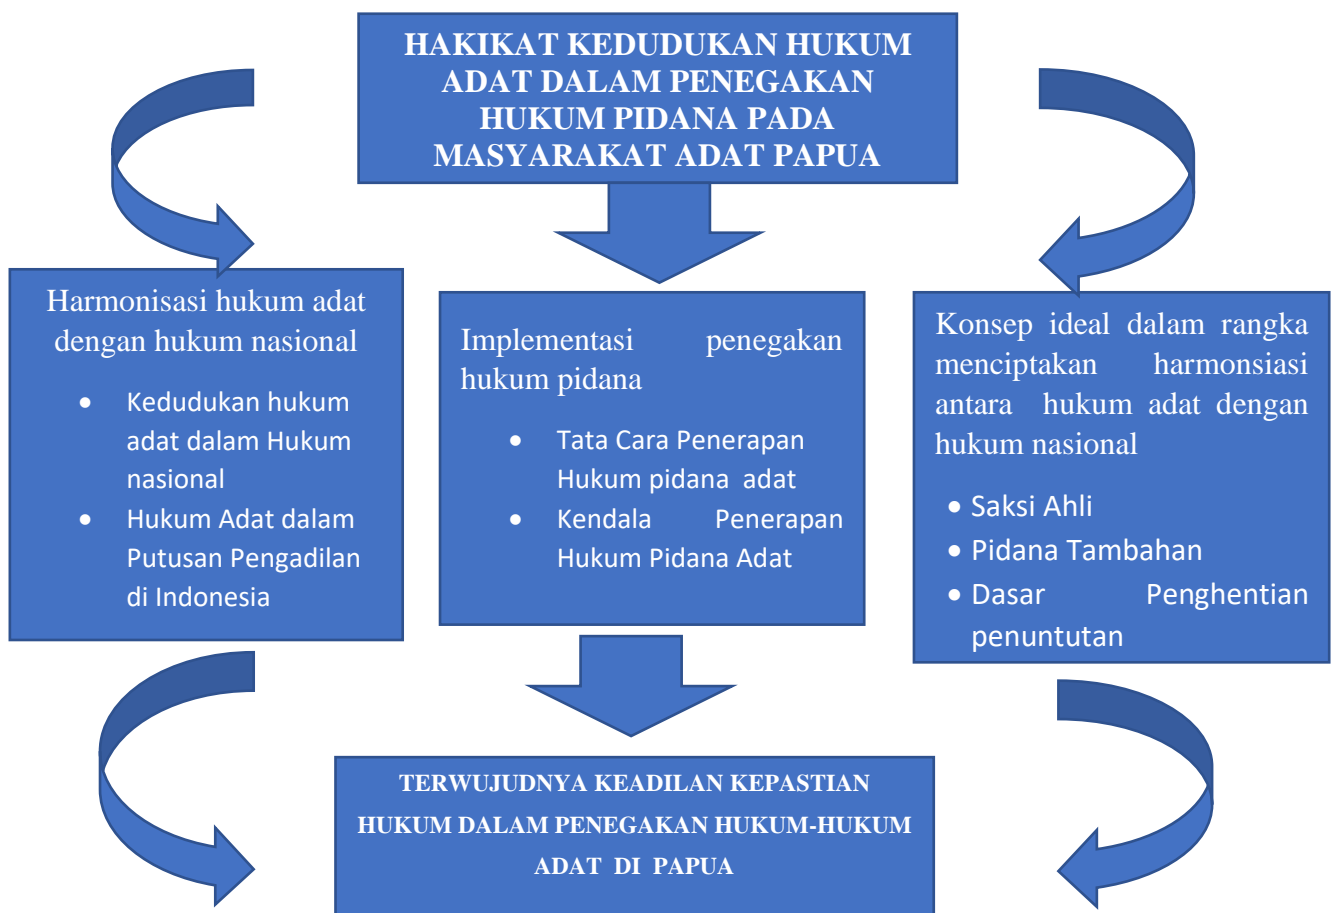 HAKIKAT KEDUDUKAN HUKUM
ADAT DALAM PENEGAKAN
HUKUM PIDANA PADA
MASYARAKAT ADAT PAPUA
Harmonisasi hukum adat
dengan hukum nasional
• Kedudukan hukum
adat dalam Hukum
nasional
• Hukum Adat dalam
Putusan Pengadilan
di Indonesia
Implementasi penegakan
hukum pidana
• Tata Cara Penerapan
Hukum pidana adat
• Kendala Penerapan
Hukum Pidana Adat
Konsep ideal dalam rangka
menciptakan harmonsiasi
antara hukum adat dengan
hukum nasional
• Saksi Ahli
• Pidana Tambahan
• Dasar Penghentian
penuntutan
TERWUJUDNYA KEADILAN KEPASTIAN
HUKUM DALAM PENEGAKAN HUKUM-HUKUM
ADAT DI PAPUA